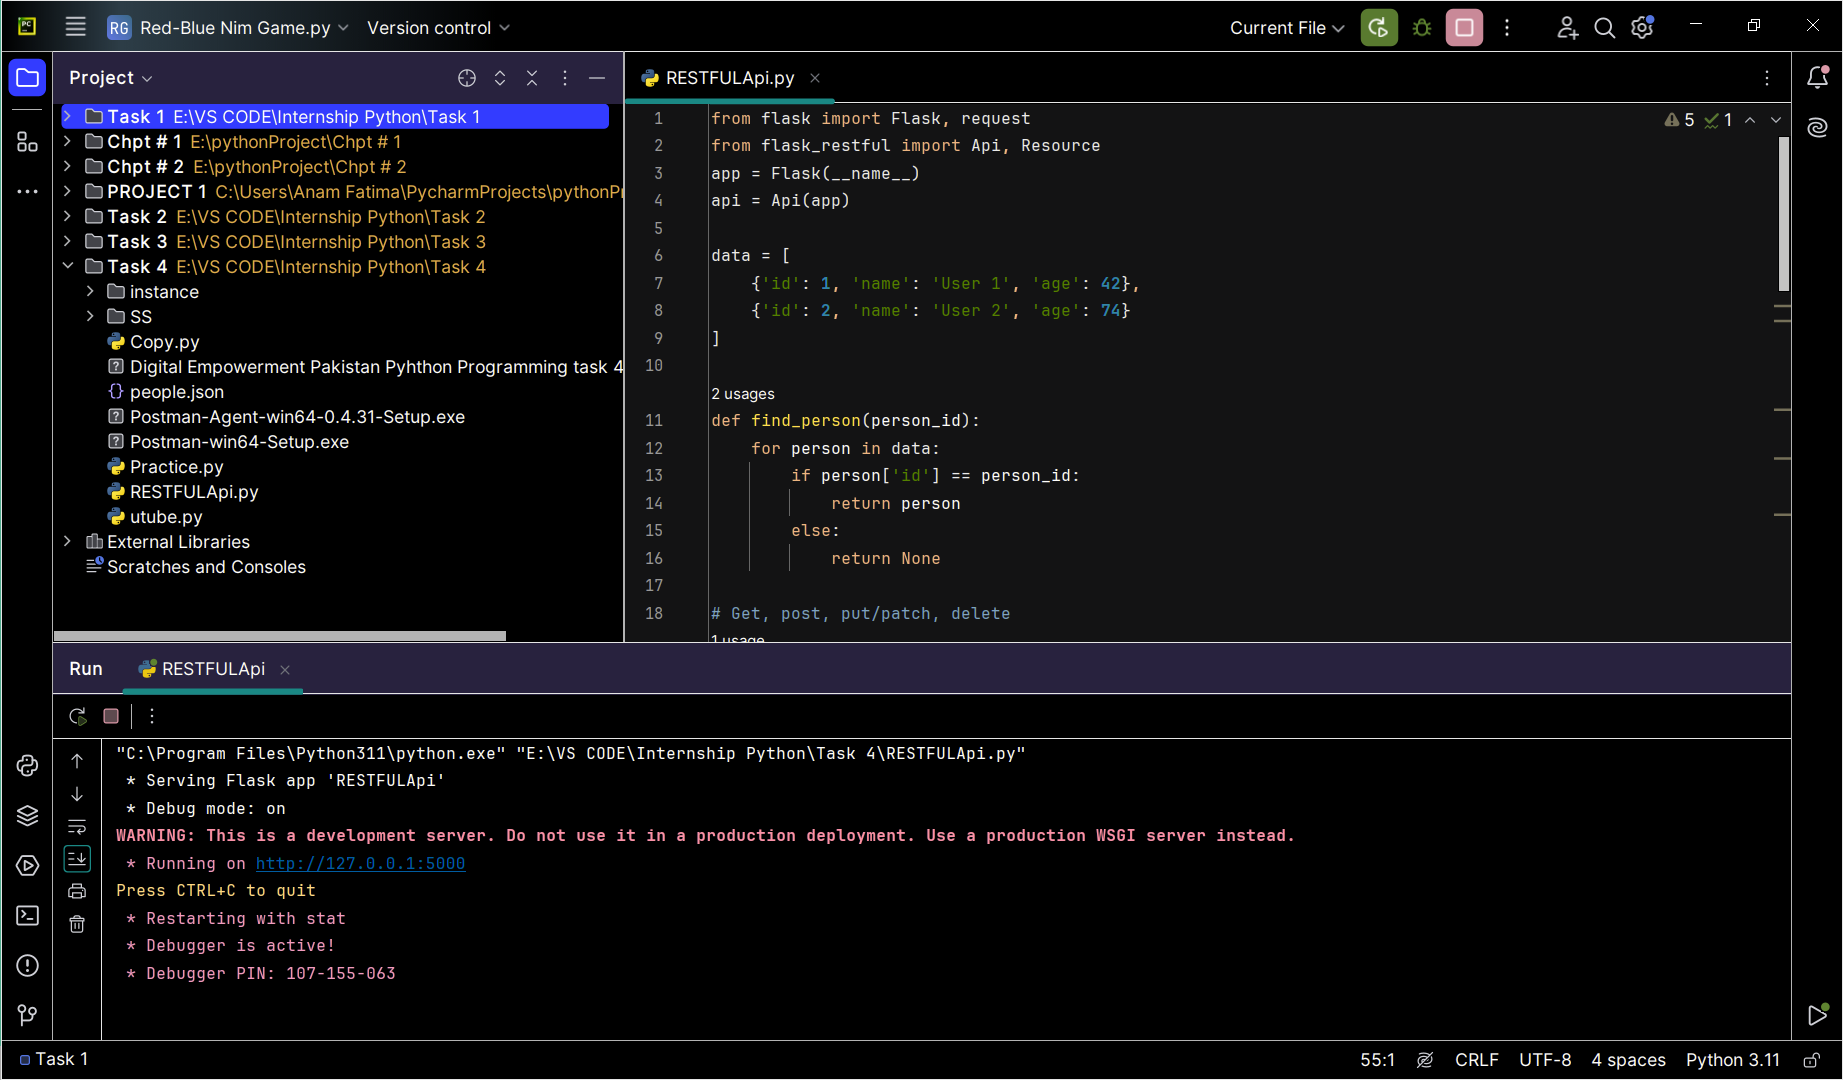 RG Red-Blue Nim Game.py Version control Current File
Project
Task 1 E:\VS CODE\Internship Python\Task 1
Chpt # 1 E:\pythonProject\Chpt # 1
Chpt # 2 E:\pythonProject\Chpt # 2
PROJECT 1 C:\Users\Anam Fatima\PycharmProjects\pythonPr
Task 2 E:\VS CODE\Internship Python\Task 2
Task 3 E:\VS CODE\Internship Python\Task 3
Task 4 E:\VS CODE\Internship Python\Task 4
instance
SS
Copy.py
Digital Empowerment Pakistan Pyhthon Programming task 4
people.json
Postman-Agent-win64-0.4.31-Setup.exe
Postman-win64-Setup.exe
Practice.py
RESTFULApi.py
utube.py
External Libraries
Scratches and Consoles
RESTFULApi.py
5 1
1 from flask import Flask, request
2 from flask_restful import Api, Resource
3 app = Flask(__name__)
4 api = Api(app)
5
6 data = [
7 {'id': 1, 'name': 'User 1', 'age': 42},
8 {'id': 2, 'name': 'User 2', 'age': 74}
9 ]
10
2 usages
11 def find_person(person_id):
12 for person in data:
13 if person['id'] == person_id:
14 return person
15 else:
16 return None
17
18 # Get, post, put/patch, delete
1 usage
Run RESTFULApi
"C:\Program Files\Python311\python.exe" "E:\VS CODE\Internship Python\Task 4\RESTFULApi.py"
* Serving Flask app 'RESTFULApi'
* Debug mode: on
WARNING: This is a development server. Do not use it in a production deployment. Use a production WSGI server instead.
* Running on http://127.0.0.1:5000
Press CTRL+C to quit
* Restarting with stat
* Debugger is active!
* Debugger PIN: 107-155-063
Task 1 55:1 CRLF UTF-8 4 spaces Python 3.11